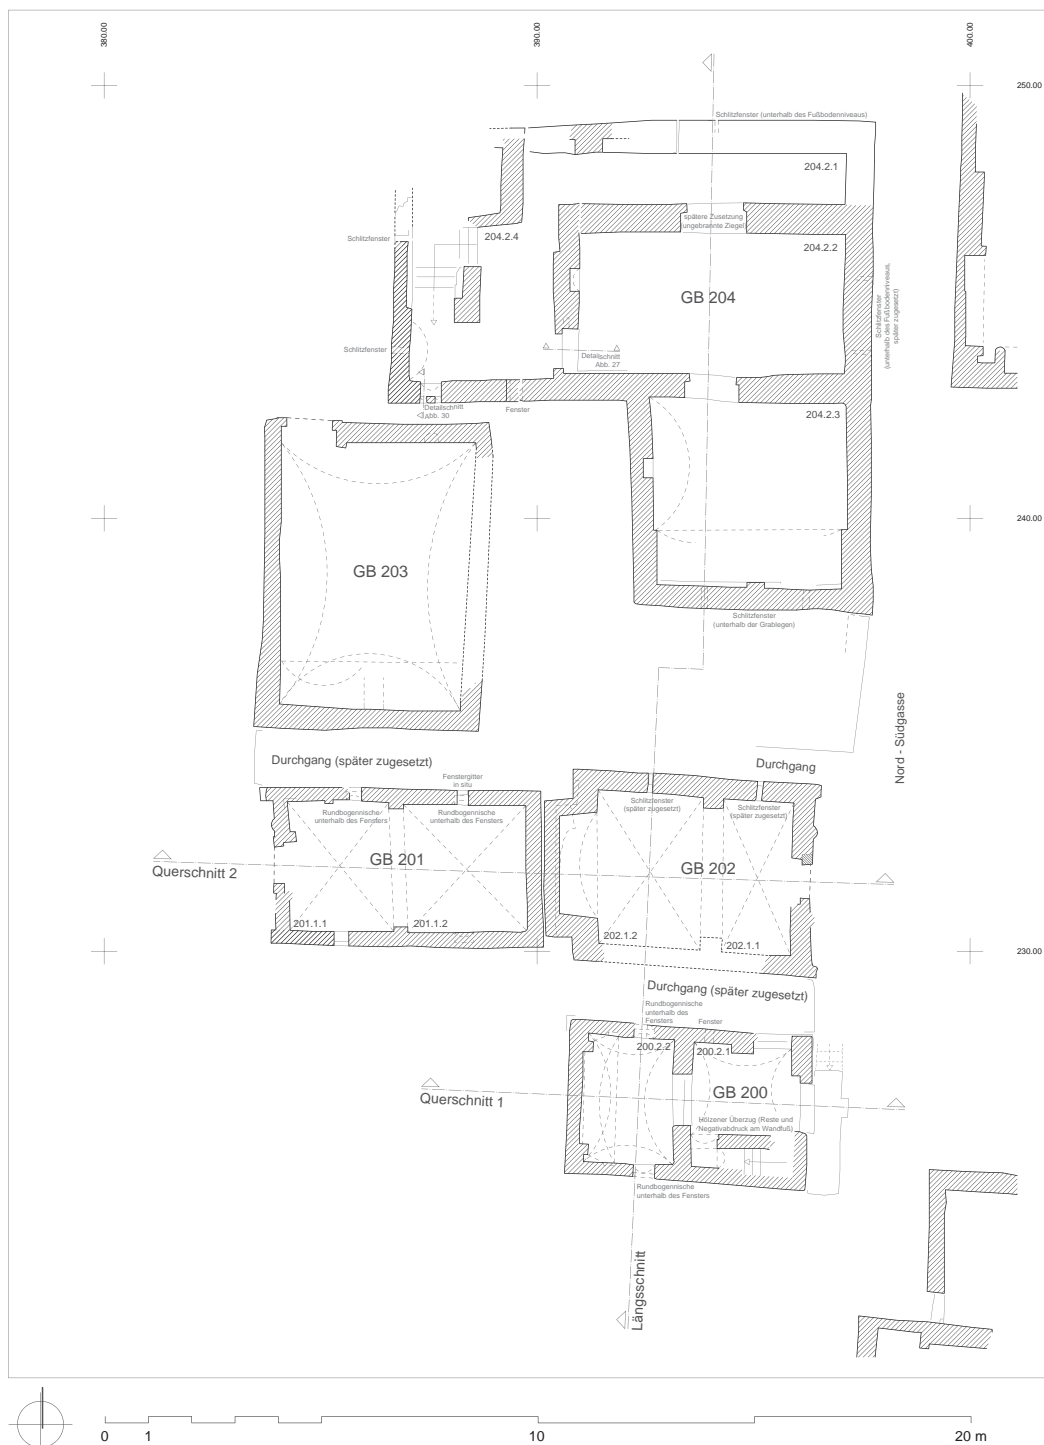 380.00
390.00
400.00
250.00
Schlitzfenster (unterhalb des Fußbodenniveaus)
204.2.1
spätere Zusetzung
(ungebrannte Ziegel)
Schlitzfenster
204.2.4
204.2.2
GB 204
Schlitzfenster
(unterhalb des Fußbodenniveaus,
später zugesetzt)
Schlitzfenster
Detailschnitt
Abb. 27
Detailschnitt
Abb. 30
Fenster
204.2.3
240.00
GB 203
Schlitzfenster
(unterhalb der Grablegen)
Nord - Südgasse
Durchgang (später zugesetzt)
Durchgang
Fenstergitter
in situ
Rundbogennische
unterhalb des Fensters
Rundbogennische
unterhalb des Fensters
Schlitzfenster
(später zugesetzt)
Schlitzfenster
(später zugesetzt)
GB 201
GB 202
Querschnitt 2
201.1.1
201.1.2
202.1.2
202.1.1
230.00
Durchgang (später zugesetzt)
Rundbogennische
unterhalb des
Fensters
Fenster
200.2.2
200.2.1
GB 200
Querschnitt 1
Hölzener Überzug (Reste und
Negativabdruck am Wandfuß)
Rundbogennische
unterhalb des Fensters
Längsschnitt
0
1
10
20 m